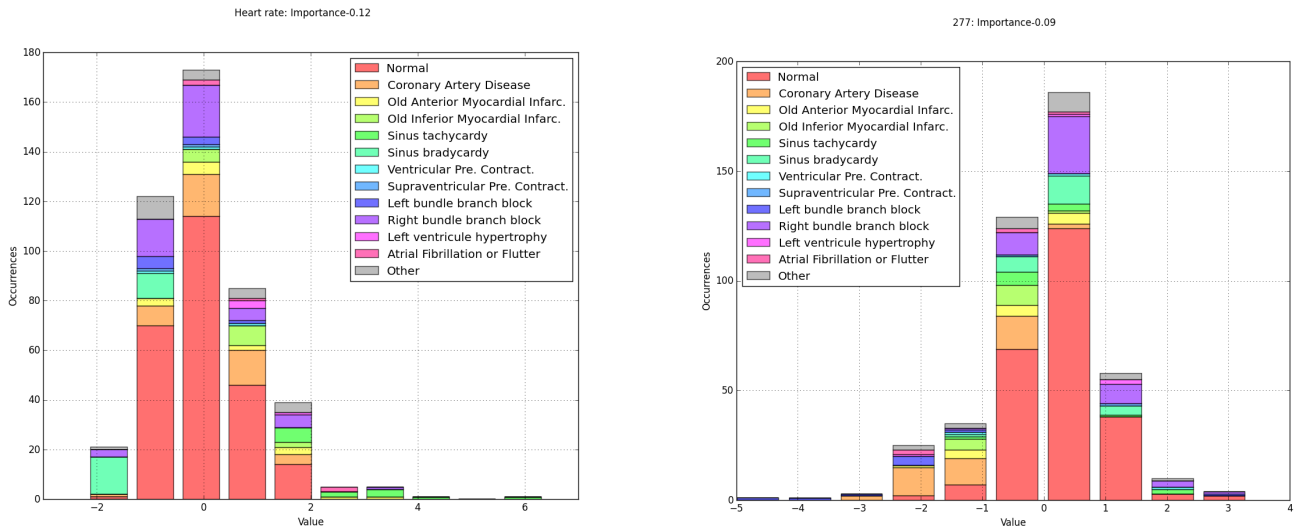 Heart rate: Importance-0.12
180
160
140
120
100
80
60
40
20
0
Occurrences
-2
0
2
4
6
Value
Normal
Coronary Artery Disease
Old Anterior Myocardial Infarc.
Old Inferior Myocardial Infarc.
Sinus tachycardy
Sinus bradycardy
Ventricular Pre. Contract.
Supraventricular Pre. Contract.
Left bundle branch block
Right bundle branch block
Left ventricule hypertrophy
Atrial Fibrillation or Flutter
Other
277: Importance-0.09
200
150
100
50
0
Occurrences
-5
-4
-3
-2
-1
0
1
2
3
4
Value
Normal
Coronary Artery Disease
Old Anterior Myocardial Infarc.
Old Inferior Myocardial Infarc.
Sinus tachycardy
Sinus bradycardy
Ventricular Pre. Contract.
Supraventricular Pre. Contract.
Left bundle branch block
Right bundle branch block
Left ventricule hypertrophy
Atrial Fibrillation or Flutter
Other